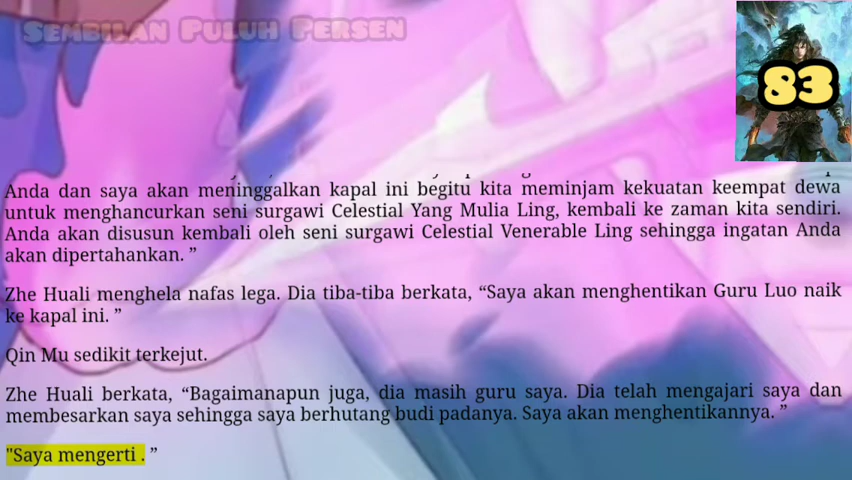 Sembilan Puluh Persen
83
Anda dan saya akan meninggalkan kapal ini begitu kita meminjam kekuatan keempat dewa
untuk menghancurkan seni surgawi Celestial Yang Mulia Ling, kembali ke zaman kita sendiri.
Anda akan disusun kembali oleh seni surgawi Celestial Venerable Ling sehingga ingatan Anda
akan dipertahankan. ”
Zhe Huali menghela nafas lega. Dia tiba-tiba berkata, “Saya akan menghentikan Guru Luo naik
ke kapal ini. ”
Qin Mu sedikit terkejut.
Zhe Huali berkata, “Bagaimanapun juga, dia masih guru saya. Dia telah mengajari saya dan
membesarkan saya sehingga saya berhutang budi padanya. Saya akan menghentikannya. ”
"Saya mengerti . ”